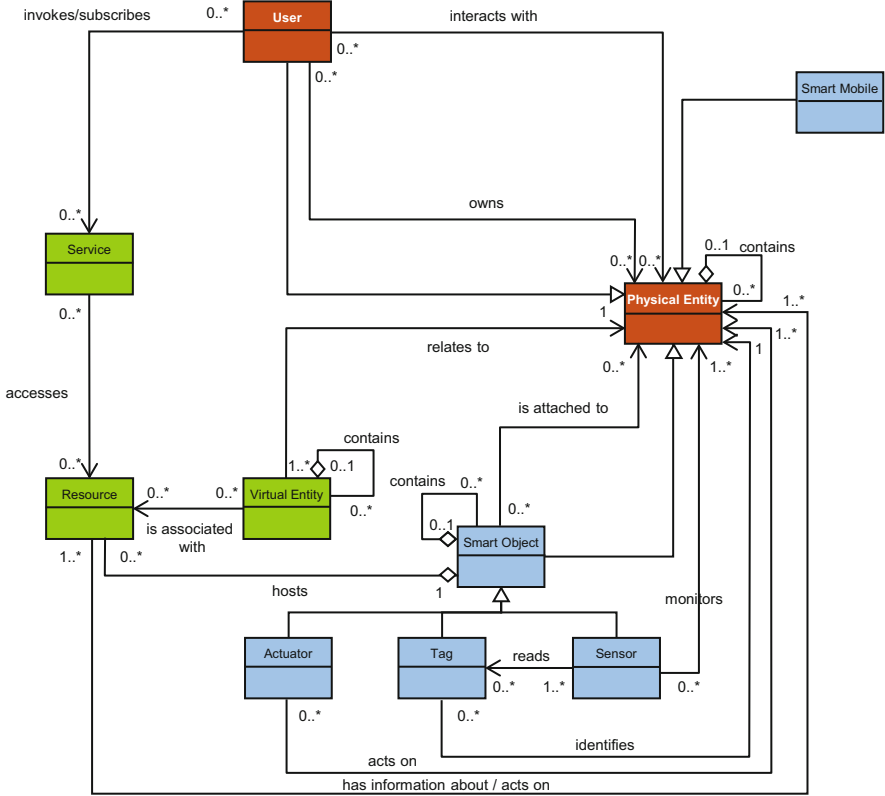 invokes/subscribes
0..*
User
interacts with
0..*
0..*
Smart Mobile
owns
0..*
Service
0..*
0..*
0..*
0..1
contains
0..*
Physical Entity
1..*
1
relates to
0..*
1..*
1..*
1
accesses
is attached to
contains
0..*
1..*
0..1
contains
0..*
Resource
0..*
0..*
Virtual Entity
0..*
0..*
is associated
with
0..1
Smart Object
1..*
0..*
hosts
1
monitors
Actuator
Tag
reads
Sensor
0..*
1..*
0..*
0..*
0..*
identifies
acts on
has information about / acts on